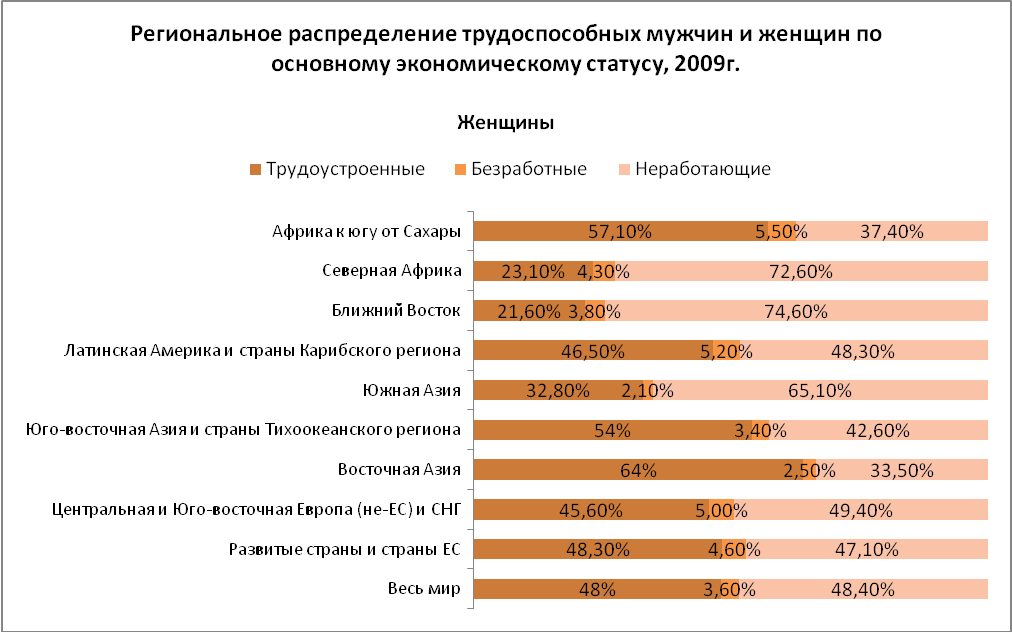 Региональное распределение трудоспособных мужчин и женщин по
основному экономическому статусу, 2009г.
Женщины
Трудоустроенные Безработные Неработающие
Африка к югу от Сахары 57,10% 5,50% 37,40%
Северная Африка 23,10% 4,30% 72,60%
Ближний Восток 21,60% 3,80% 74,60%
Латинская Америка и страны Карибского региона 46,50% 5,20% 48,30%
Южная Азия 32,80% 2,10% 65,10%
Юго-восточная Азия и страны Тихоокеанского региона 54% 3,40% 42,60%
Восточная Азия 64% 2,50% 33,50%
Центральная и Юго-восточная Европа (не-ЕС) и СНГ 45,60% 5,00% 49,40%
Развитые страны и страны ЕС 48,30% 4,60% 47,10%
Весь мир 48% 3,60% 48,40%